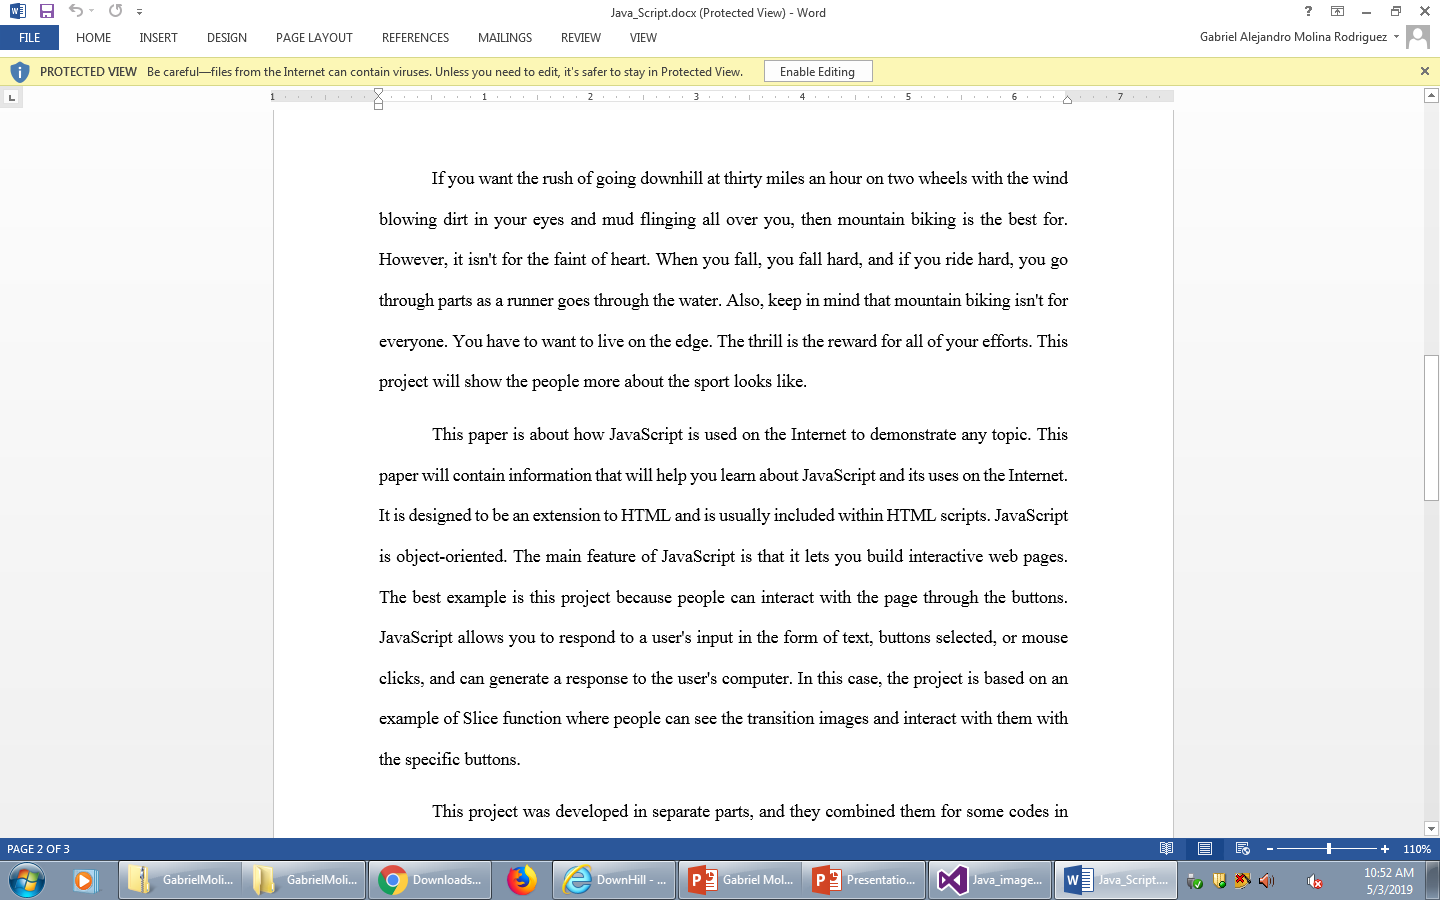 Java_Script.docx (Protected View) - Word
?
FILE HOME INSERT DESIGN PAGE LAYOUT REFERENCES MAILINGS REVIEW VIEW
Gabriel Alejandro Molina Rodriguez
PROTECTED VIEW Be careful—files from the Internet can contain viruses. Unless you need to edit, it's safer to stay in Protected View. Enable Editing
1 1 2 3 4 5 6 7
If you want the rush of going downhill at thirty miles an hour on two wheels with the wind
blowing dirt in your eyes and mud flinging all over you, then mountain biking is the best for.
However, it isn't for the faint of heart. When you fall, you fall hard, and if you ride hard, you go
through parts as a runner goes through the water. Also, keep in mind that mountain biking isn't for
everyone. You have to want to live on the edge. The thrill is the reward for all of your efforts. This
project will show the people more about the sport looks like.
This paper is about how JavaScript is used on the Internet to demonstrate any topic. This
paper will contain information that will help you learn about JavaScript and its uses on the Internet.
It is designed to be an extension to HTML and is usually included within HTML scripts. JavaScript
is object-oriented. The main feature of JavaScript is that it lets you build interactive web pages.
The best example is this project because people can interact with the page through the buttons.
JavaScript allows you to respond to a user's input in the form of text, buttons selected, or mouse
clicks, and can generate a response to the user's computer. In this case, the project is based on an
example of Slice function where people can see the transition images and interact with them with
the specific buttons.
This project was developed in separate parts, and they combined them for some codes in
PAGE 2 OF 3
110%
GabrielMoli... GabrielMoli... Downloads... DownHill - ... Gabriel Mol... Presentatio... Java_image... Java_Script....
10:52 AM
5/3/2019